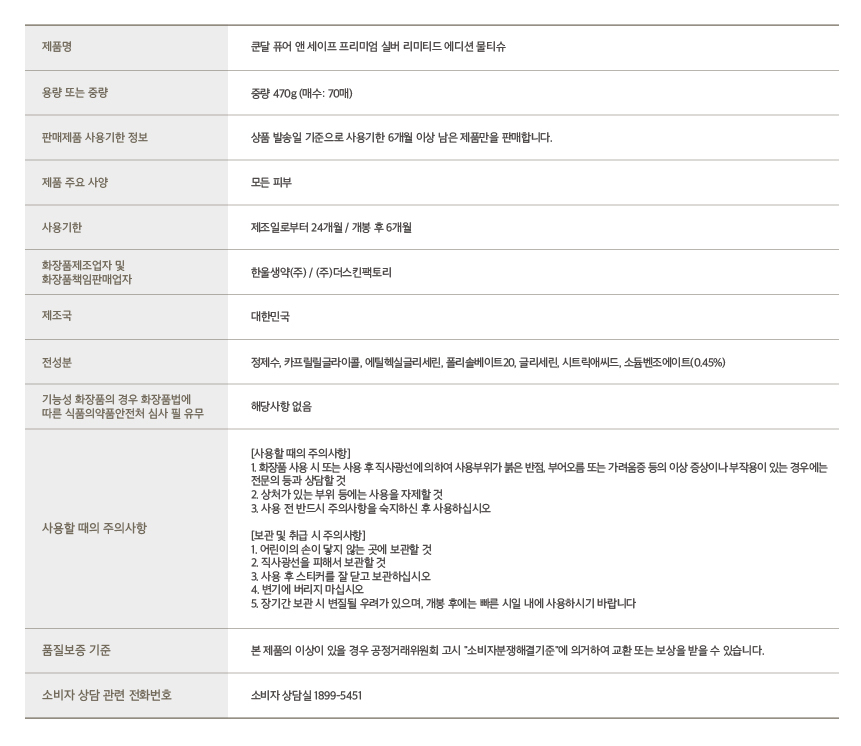 제품명
쿤달 퓨어 앤 세이프 프리미엄 실버 리미티드 에디션 물티슈
용량 또는 중량
중량 470g (매수: 70매)
판매제품 사용기한 정보
상품 발송일 기준으로 사용기한 6개월 이상 남은 제품만을 판매합니다.
제품 주요 사양
모든 피부
사용기한
제조일로부터 24개월 / 개봉 후 6개월
화장품제조업자 및
화장품책임판매업자
한울생약(주) / (주)더스킨팩토리
제조국
대한민국
전성분
정제수, 카프릴릴글라이콜, 에틸헥실글리세린, 폴리솔베이트20, 글리세린, 시트릭애씨드, 소듐벤조에이트(0.45%)
기능성 화장품의 경우 화장품법에
따른 식품의약품안전처 심사 필 유무
해당사항 없음
사용할 때의 주의사항
[사용할 때의 주의사항]
1. 화장품 사용 시 또는 사용 후 직사광선에 의하여 사용부위가 붉은 반점, 부어오름 또는 가려움증 등의 이상 증상이나 부작용이 있는 경우에는
전문의 등과 상담할 것
2. 상처가 있는 부위 등에는 사용을 자제할 것
3. 사용 전 반드시 주의사항을 숙지하신 후 사용하십시오
[보관 및 취급 시 주의사항]
1. 어린이의 손이 닿지 않는 곳에 보관할 것
2. 직사광선을 피해서 보관할 것
3. 사용 후 스티커를 잘 닫고 보관하십시오
4. 변기에 버리지 마십시오
5. 장기간 보관 시 변질될 우려가 있으며, 개봉 후에는 빠른 시일 내에 사용하시기 바랍니다
품질보증 기준
본 제품의 이상이 있을 경우 공정거래위원회 고시 "소비자분쟁해결기준"에 의거하여 교환 또는 보상을 받을 수 있습니다.
소비자 상담 관련 전화번호
소비자 상담실 1899-5451